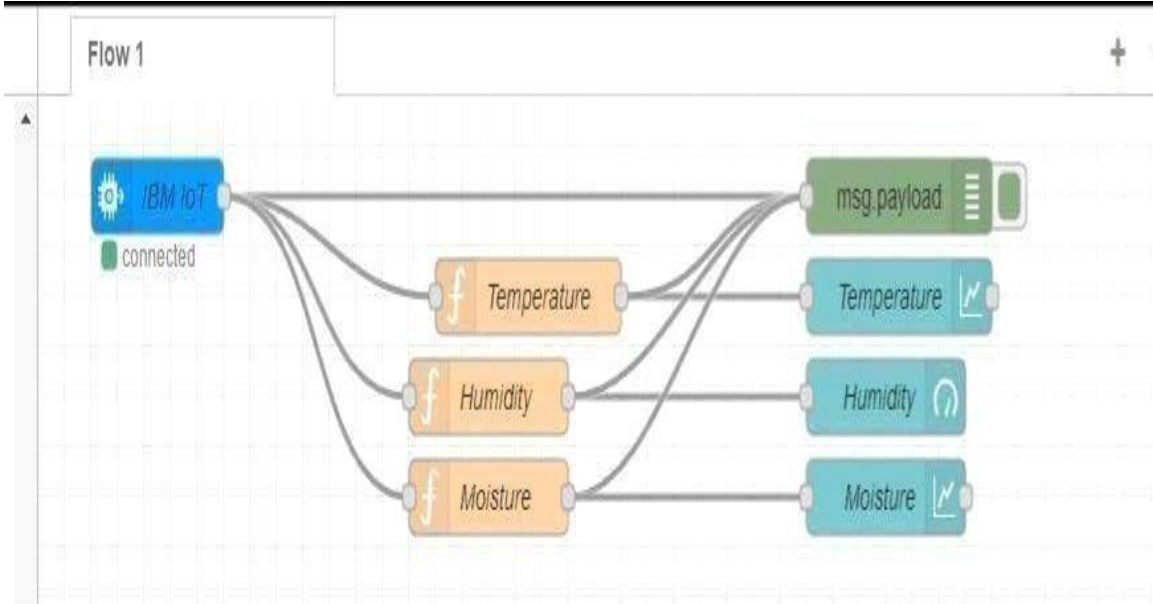 Flow 1
IBM IoT
msg.payload
connected
Temperature
Temperature
Humidity
Humidity
Moisture
Moisture